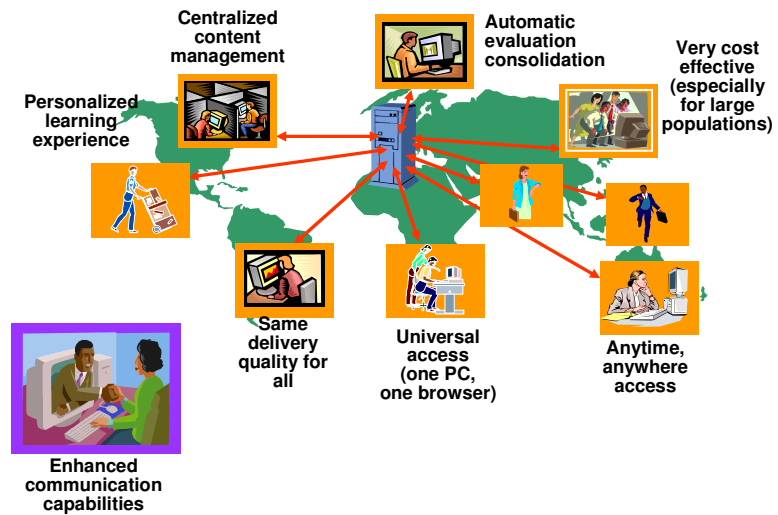 Centralized
content
management
Automatic
evaluation
consolidation
Very cost
effective
(especially
for large
populations)
Personalized
learning
experience
Same
delivery
quality for
all
Universal
access
(one PC,
one browser)
Anytime,
anywhere
access
Enhanced
communication
capabilities